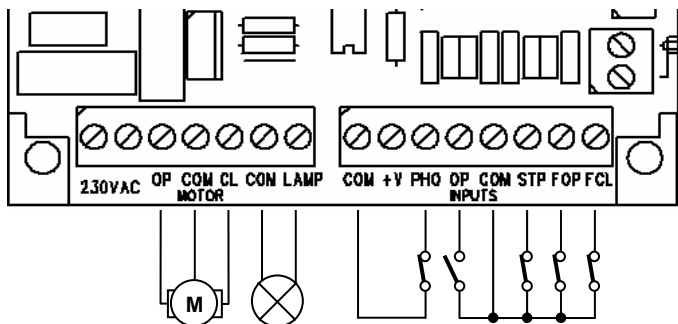 230VAC OP COM CL CON LAMP COM +V PHO OP COM STP FOP FCL
MOTOR INPUTS
M